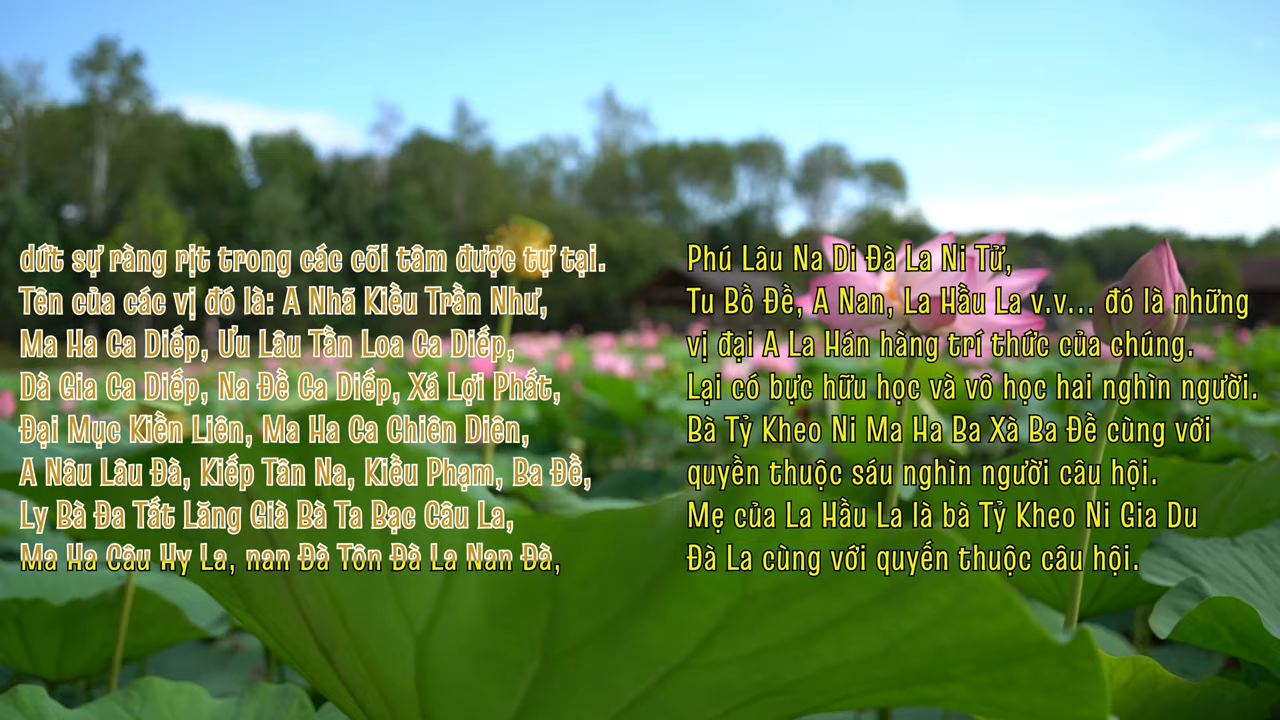 dứt sự ràng rịt trong các cõi tâm được tự tại.
Tên của các vị đó là: A Nhã Kiều Trần Như,
Ma Ha Ca Diếp, Ưu Lâu Tần Loa Ca Diếp,
Dà Gia Ca Diếp, Na Đề Ca Diếp, Xá Lợi Phất,
Đại Mục Kiền Liên, Ma Ha Ca Chiên Diên,
A Nâu Lâu Đà, Kiếp Tân Na, Kiều Phạm, Ba Đề,
Ly Bà Đa Tất Lăng Già Bà Ta Bạc Câu La,
Ma Ha Câu Hy La, nan Đà Tôn Đà La Nan Đà,
Phú Lâu Na Di Đà La Ni Tử,
Tu Bồ Đề, A Nan, La Hầu La v.v... đó là những
vị đại A La Hán hàng trí thức của chúng.
Lại có bực hữu học và vô học hai nghìn người.
Bà Tỷ Kheo Ni Ma Ha Ba Xà Ba Đề cùng với
quyền thuộc sáu nghìn người câu hội.
Mẹ của La Hầu La là bà Tỷ Kheo Ni Gia Du
Đà La cùng với quyến thuộc câu hội.